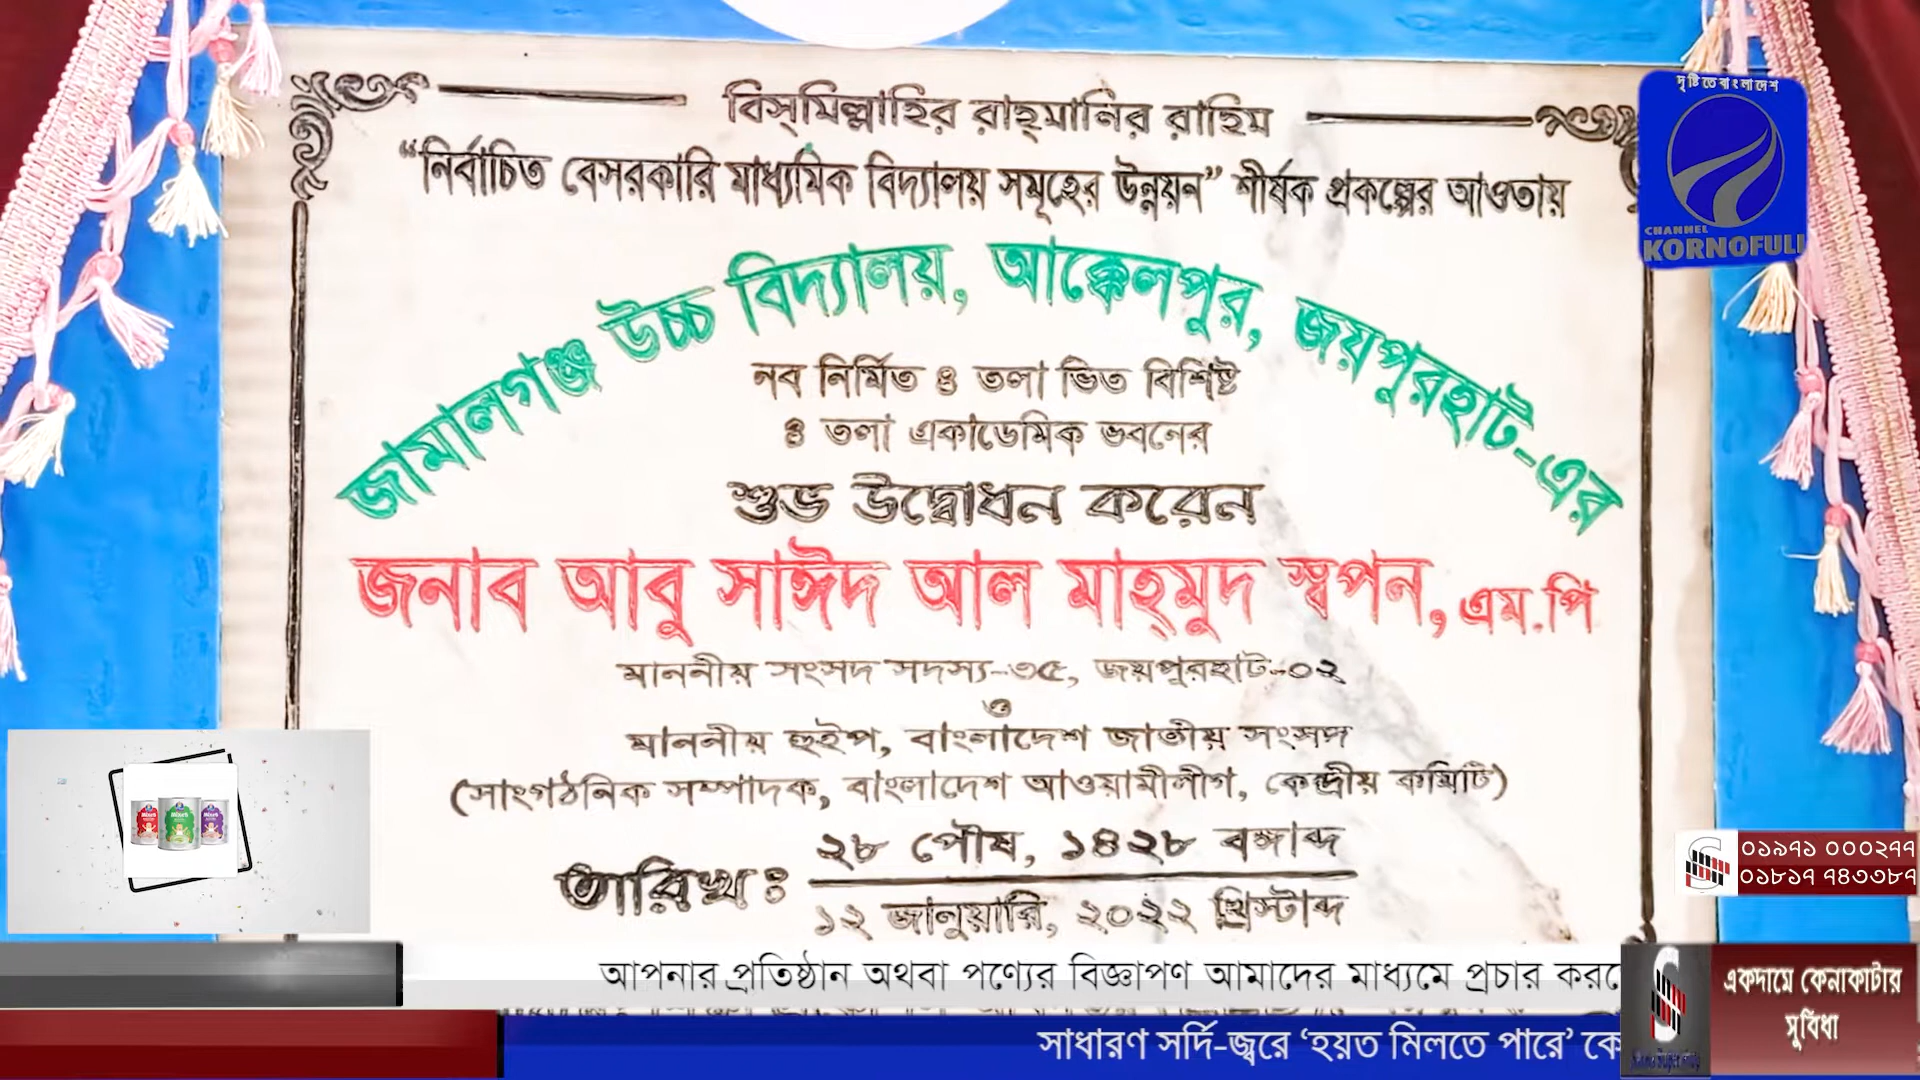 দৃষ্টিতে বাংলাদেশ
CHANNEL
KORNOFULI
বিস্‌মিল্লাহির রাহ্‌মানির রাহিম
“নির্বাচিত বেসরকারি মাধ্যমিক বিদ্যালয় সমূহের উন্নয়ন” শীর্ষক প্রকল্পের আওতায়
জামালগঞ্জ উচ্চ বিদ্যালয়, আক্কেলপুর, জয়পুরহাট-এর
নব নির্মিত ৪ তলা ভিত বিশিষ্ট
৪ তলা একাডেমিক ভবনের
শুভ উদ্বোধন করেন
জনাব আবু সাঈদ আল মাহ্‌মুদ স্বপন, এম.পি
মাননীয় সংসদ সদস্য-৩৫, জয়পুরহাট-০২
ও
মাননীয় হুইপ, বাংলাদেশ জাতীয় সংসদ
(সাংগঠনিক সম্পাদক, বাংলাদেশ আওয়ামীলীগ, কেন্দ্রীয় কমিটি)
তারিখ ঃ ২৮ পৌষ, ১৪২৮ বঙ্গাব্দ
১২ জানুয়ারি, ২০২২ খ্রিস্টাব্দ
০১৯৭১ ০০০২৭৭
০১৮১৭ ৭৪৩৩৮৭
আপনার প্রতিষ্ঠান অথবা পণ্যের বিজ্ঞাপণ আমাদের মাধ্যমে প্রচার করতে
একদামে কেনাকাটার
সুবিধা
সাধারণ সর্দি-জ্বরে ‘হয়ত মিলতে পারে’ কো